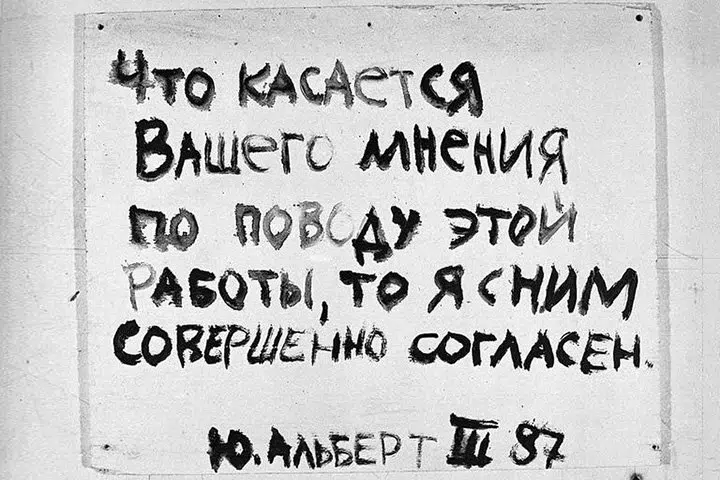 Что касается
Вашего мнения
по поводу этой
работы, то я с ним
совершенно согласен.
Ю. Альберт III 87